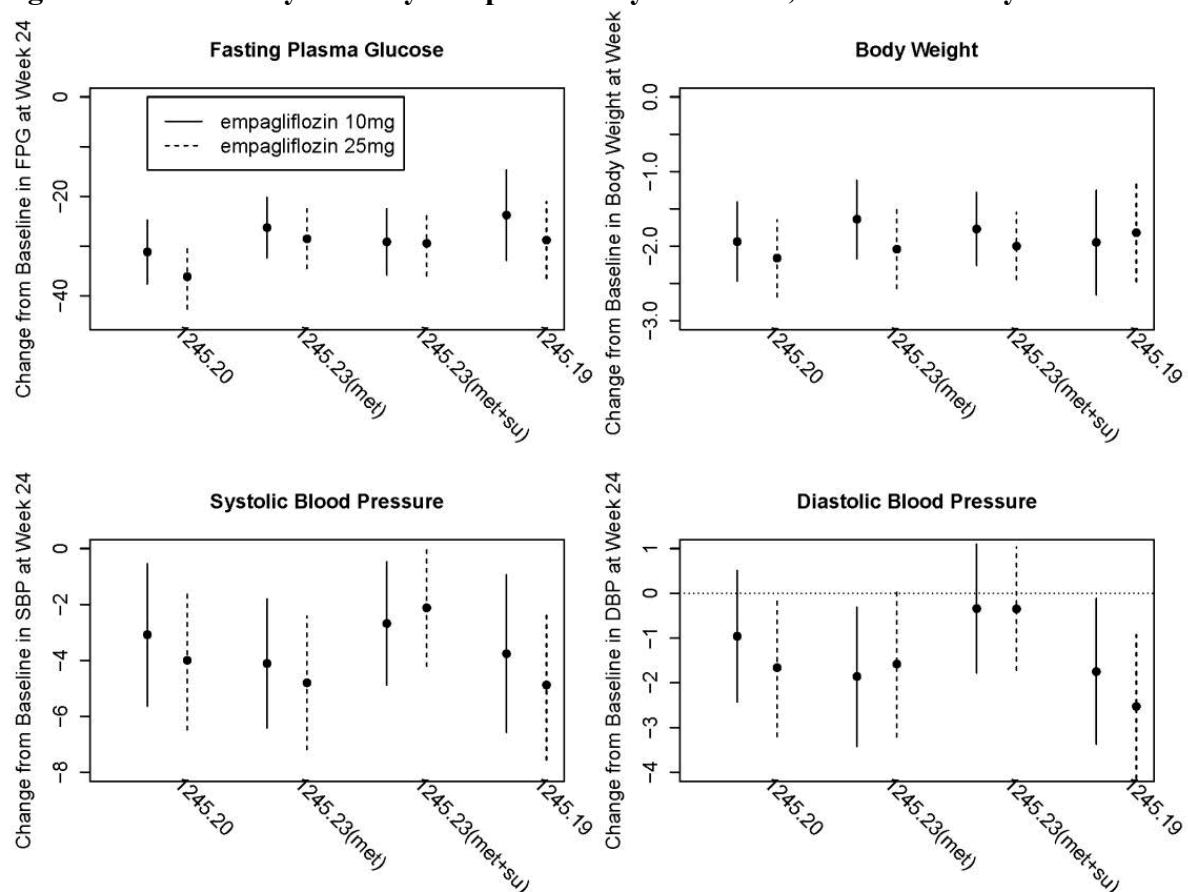 Fasting Plasma Glucose
Change from Baseline in FPG at Week 24
0
−20
−40
empagliflozin 10mg
empagliflozin 25mg
1245.20
1245.23(met)
1245.23(met+su)
1245.19
Body Weight
Change from Baseline in Body Weight at Week
0.0
−1.0
−2.0
−3.0
1245.20
1245.23(met)
1245.23(met+su)
1245.19
Systolic Blood Pressure
Change from Baseline in SBP at Week 24
0
−2
−4
−6
−8
1245.20
1245.23(met)
1245.23(met+su)
1245.19
Diastolic Blood Pressure
Change from Baseline in DBP at Week 24
1
0
−1
−2
−3
−4
1245.20
1245.23(met)
1245.23(met+su)
1245.19